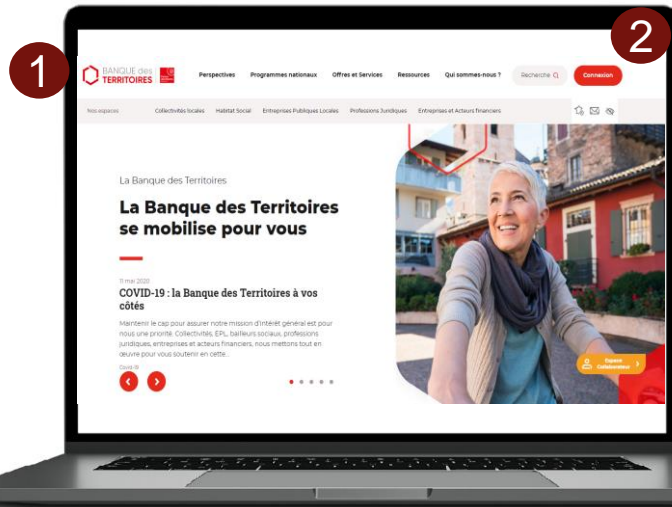 1
2
BANQUE des
TERRITOIRES
Perspectives Programmes nationaux Offres et Services Ressources Qui sommes-nous ? Recherche Connexion
Nos espaces Collectivités locales Habitat Social Entreprises Publiques Locales Professions Juridiques Entreprises et Acteurs financiers
La Banque des Territoires
La Banque des Territoires
se mobilise pour vous
11 mai 2020
COVID-19 : la Banque des Territoires à vos
côtés
Maintenir le cap pour assurer notre mission d'intérêt général est pour
nous une priorité. Collectivités, EPL, bailleurs sociaux, professions
juridiques, entreprises et acteurs financiers, nous mettons tout en
œuvre pour vous soutenir en cette...
Covid-19
Espace
Collaborateur